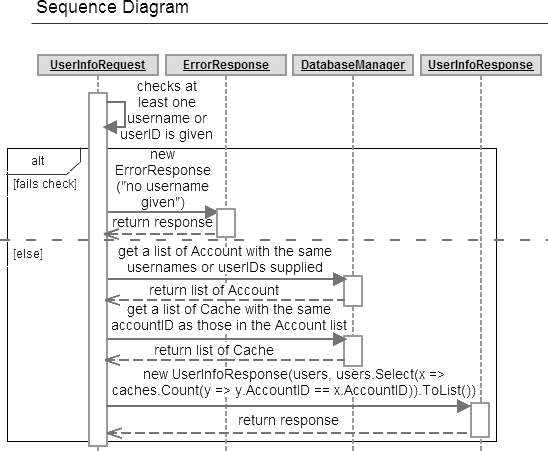 Sequence Diagram
UserInfoRequest
ErrorResponse
DatabaseManager
UserInfoResponse
checks at
least one
username or
userID is given
alt
[fails check]
new
ErrorResponse
("no username
given")
return response
[else]
get a list of Account with the same
usernames or userIDs supplied
return list of Account
get a list of Cache with the same
accountID as those in the Account list
return list of Cache
new UserInfoResponse(users, users.Select(x =>
caches.Count(y => y.AccountID == x.AccountID)).ToList())
return response